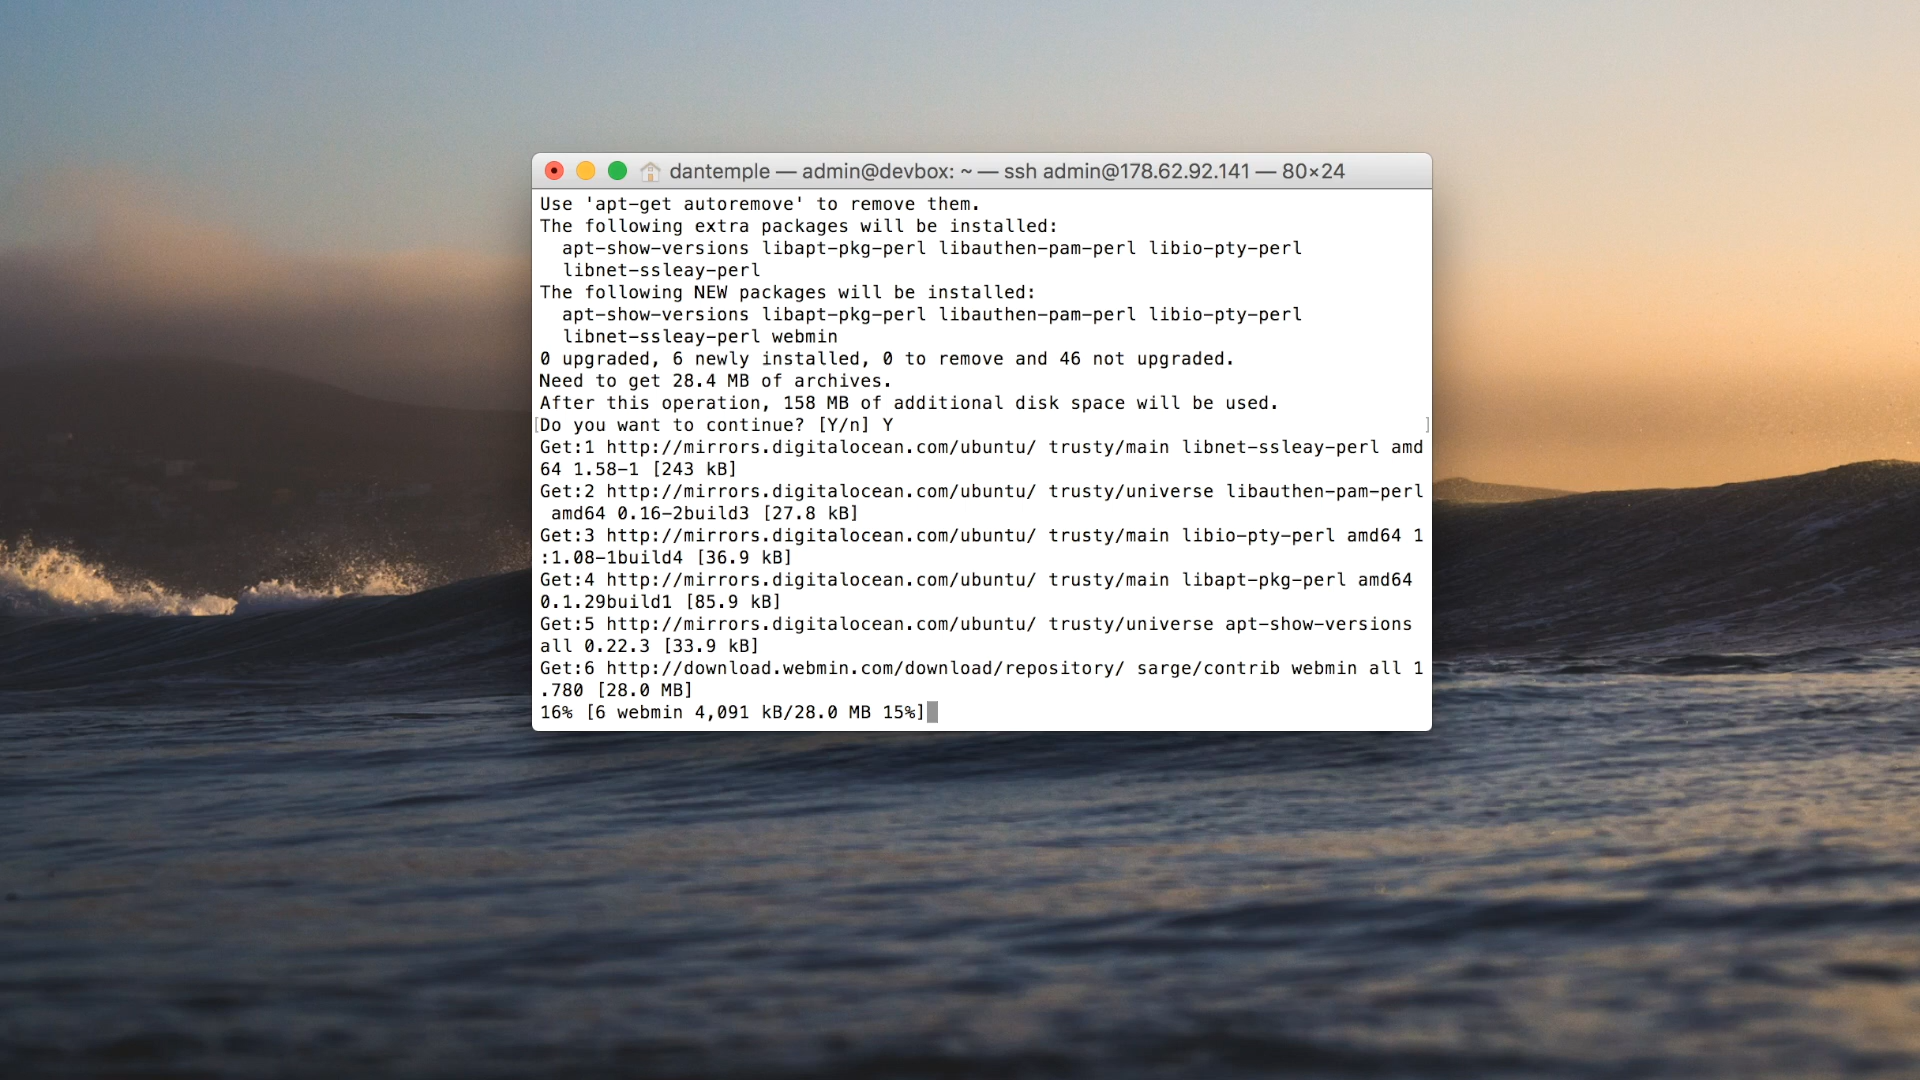 dantemple — admin@devbox: ~ — ssh admin@178.62.92.141 — 80×24
Use 'apt-get autoremove' to remove them.
The following extra packages will be installed:
  apt-show-versions libapt-pkg-perl libauthen-pam-perl libio-pty-perl
  libnet-ssleay-perl
The following NEW packages will be installed:
  apt-show-versions libapt-pkg-perl libauthen-pam-perl libio-pty-perl
  libnet-ssleay-perl webmin
0 upgraded, 6 newly installed, 0 to remove and 46 not upgraded.
Need to get 28.4 MB of archives.
After this operation, 158 MB of additional disk space will be used.
[Do you want to continue? [Y/n] Y ]
Get:1 http://mirrors.digitalocean.com/ubuntu/ trusty/main libnet-ssleay-perl amd
64 1.58-1 [243 kB]
Get:2 http://mirrors.digitalocean.com/ubuntu/ trusty/universe libauthen-pam-perl
 amd64 0.16-2build3 [27.8 kB]
Get:3 http://mirrors.digitalocean.com/ubuntu/ trusty/main libio-pty-perl amd64 1
:1.08-1build4 [36.9 kB]
Get:4 http://mirrors.digitalocean.com/ubuntu/ trusty/main libapt-pkg-perl amd64
0.1.29build1 [85.9 kB]
Get:5 http://mirrors.digitalocean.com/ubuntu/ trusty/universe apt-show-versions
all 0.22.3 [33.9 kB]
Get:6 http://download.webmin.com/download/repository/ sarge/contrib webmin all 1
.780 [28.0 MB]
16% [6 webmin 4,091 kB/28.0 MB 15%]